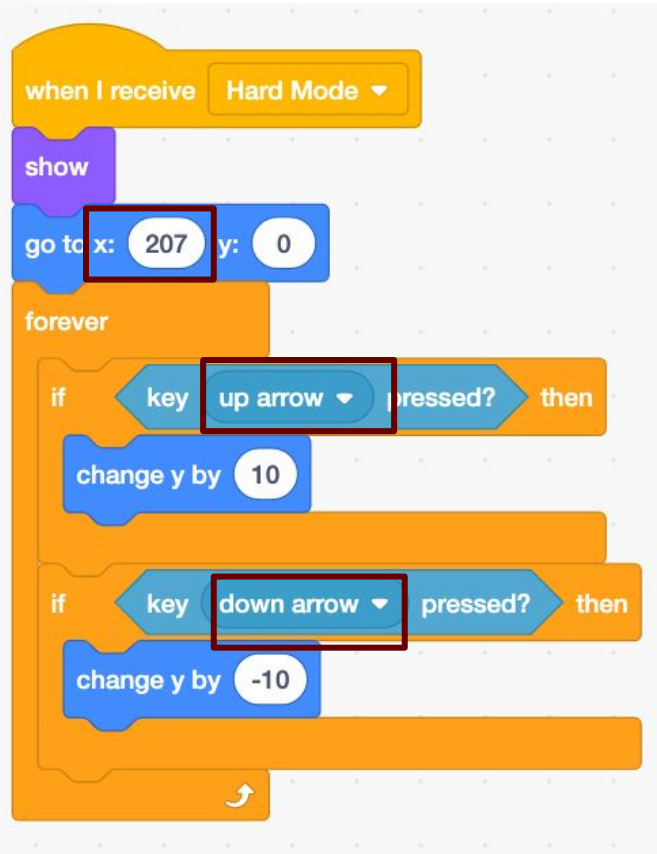 when I receive Hard Mode
show
go to x: 207 y: 0
forever
if key up arrow pressed? then
change y by 10
if key down arrow pressed? then
change y by -10